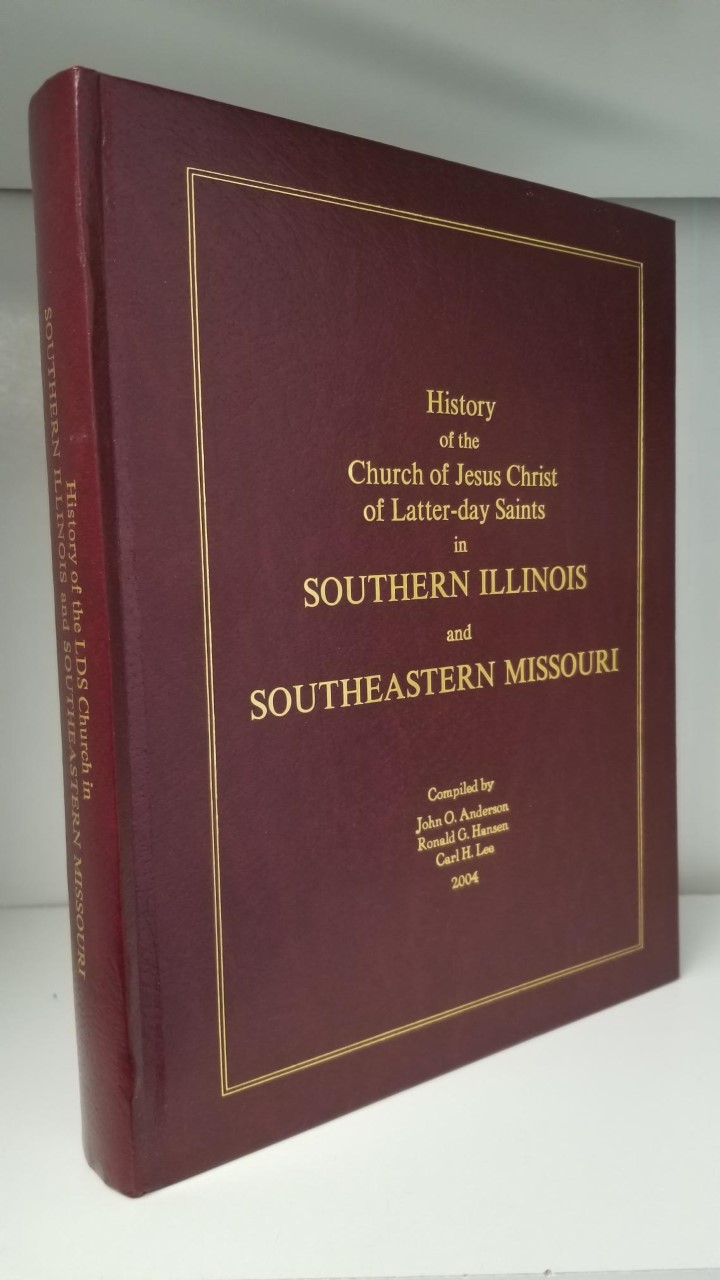 History
of the
Church of Jesus Christ
of Latter-day Saints
in
SOUTHERN ILLINOIS
and
SOUTHEASTERN MISSOURI
Compiled by
John O. Anderson
Ronald G. Hansen
Carl H. Lee
2004
History of the LDS Church in
SOUTHERN ILLINOIS and SOUTHEASTERN MISSOURI